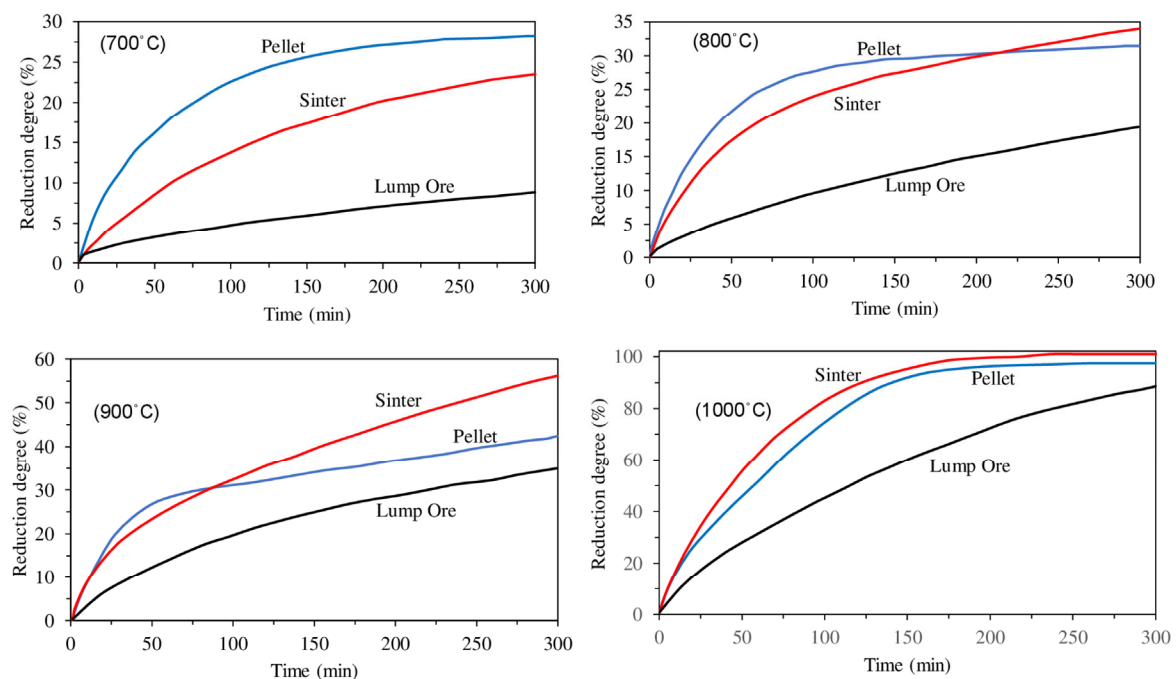 (700°C)
Pellet
Sinter
Lump Ore
Reduction degree (%)
30
25
20
15
10
5
0
0 50 100 150 200 250 300
Time (min)
(800°C)
Pellet
Sinter
Lump Ore
Reduction degree (%)
35
30
25
20
15
10
5
0
0 50 100 150 200 250 300
Time (min)
(900°C)
Sinter
Pellet
Lump Ore
Reduction degree (%)
60
50
40
30
20
10
0
0 50 100 150 200 250 300
Time (min)
(1000°C)
Sinter
Pellet
Lump Ore
Reduction degree (%)
100
80
60
40
20
0
0 50 100 150 200 250 300
Time (min)